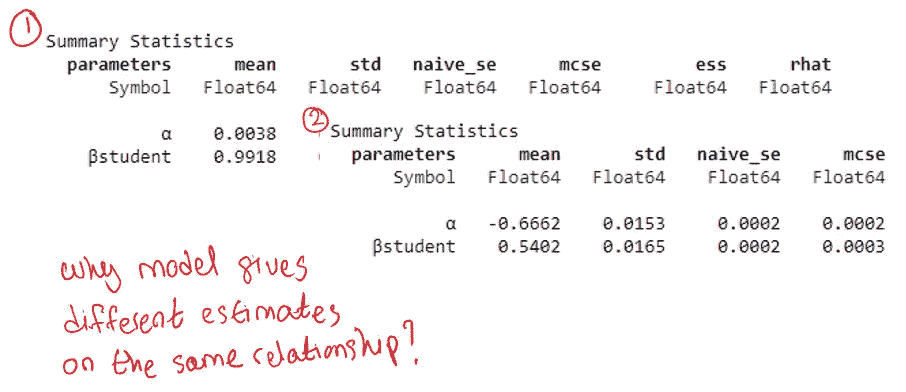 1
Summary Statistics
parameters mean std naive_se mcse ess rhat
Symbol Float64 Float64 Float64 Float64 Float64 Float64
α 0.0038
βstudent 0.9918
2
Summary Statistics
parameters mean std naive_se mcse
Symbol Float64 Float64 Float64 Float64
α -0.6662 0.0153 0.0002 0.0002
βstudent 0.5402 0.0165 0.0002 0.0003
why model gives
different estimates
on the same relationship?